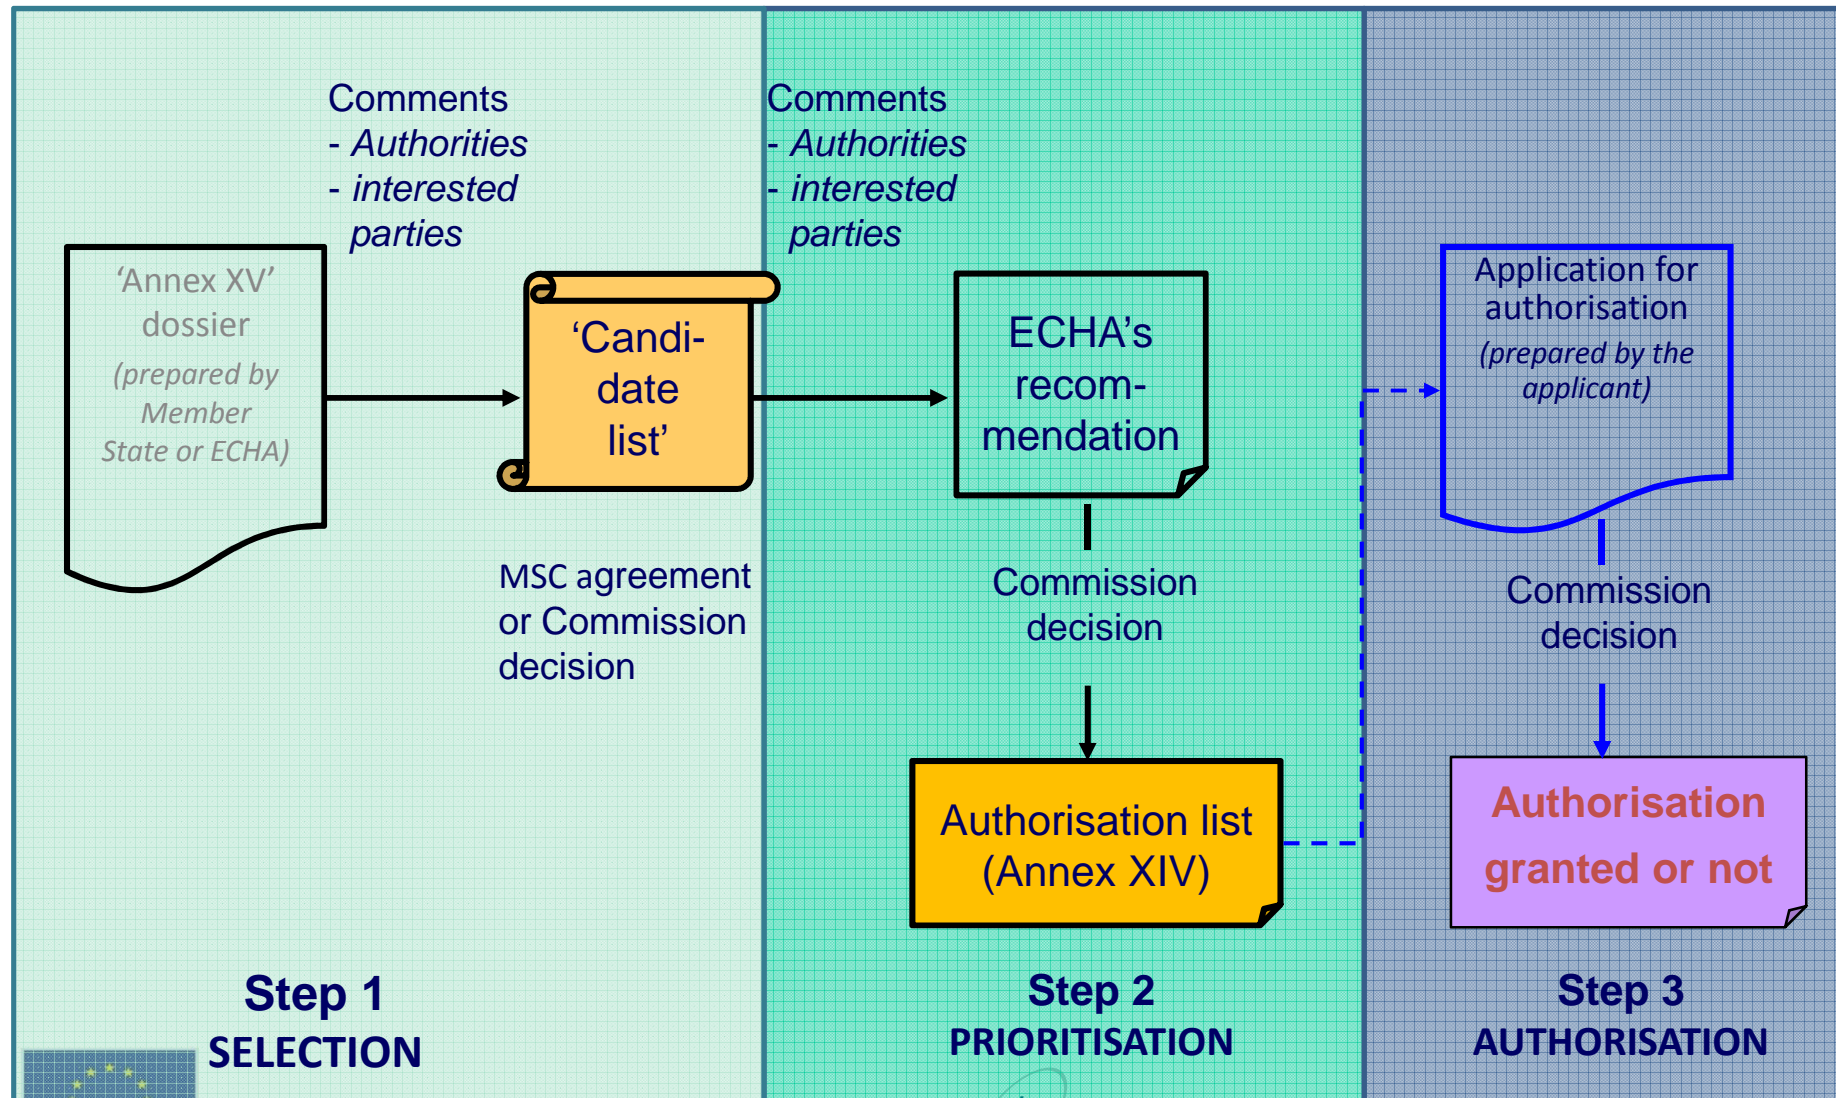 Comments
- Authorities
- interested
parties
‘Annex XV’
dossier
(prepared by
Member
State or ECHA)
‘Candi-
date
list’
MSC agreement
or Commission
decision
Step 1
SELECTION
Comments
- Authorities
- interested
parties
ECHA’s
recom-
mendation
Commission
decision
Authorisation list
(Annex XIV)
Step 2
PRIORITISATION
Application for
authorisation
(prepared by the
applicant)
Commission
decision
Authorisation
granted or not
Step 3
AUTHORISATION